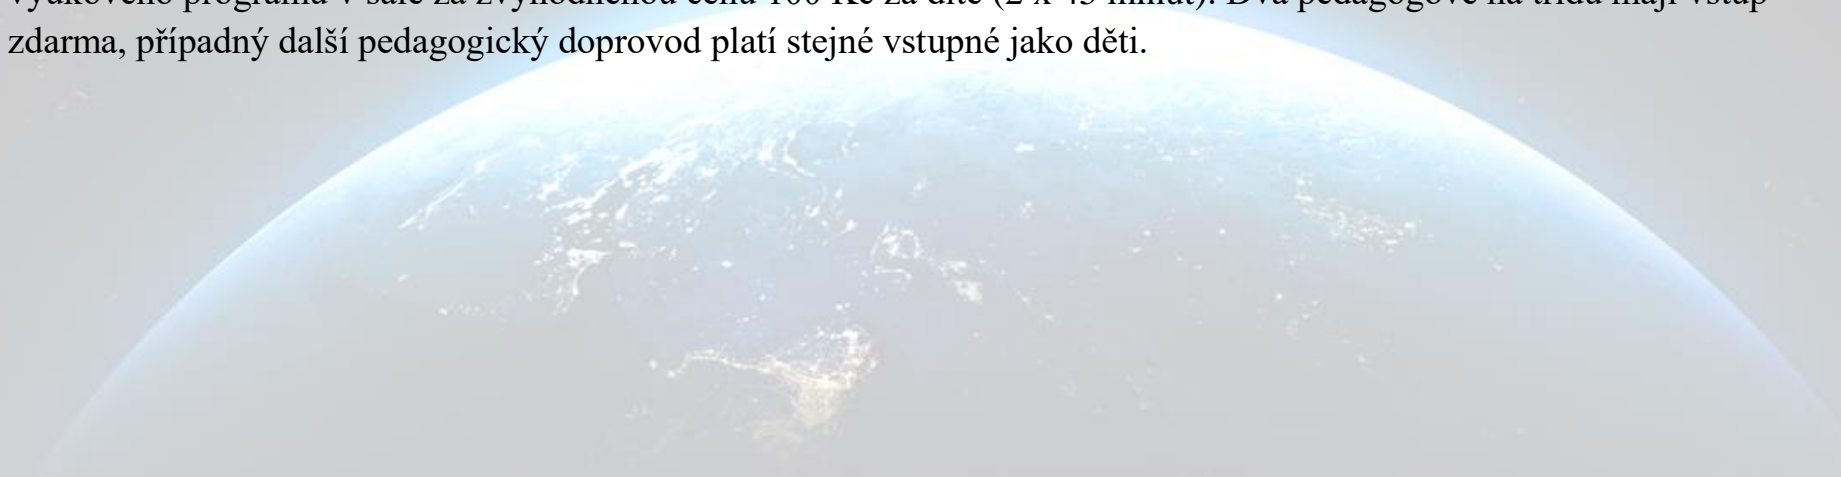 výukového programu v sále za zvýhodněnou cenu 100 Kč za dítě (2 x 45 minut). Dva pedagogové na třídu mají vstup
zdarma, případný další pedagogický doprovod platí stejné vstupné jako děti.